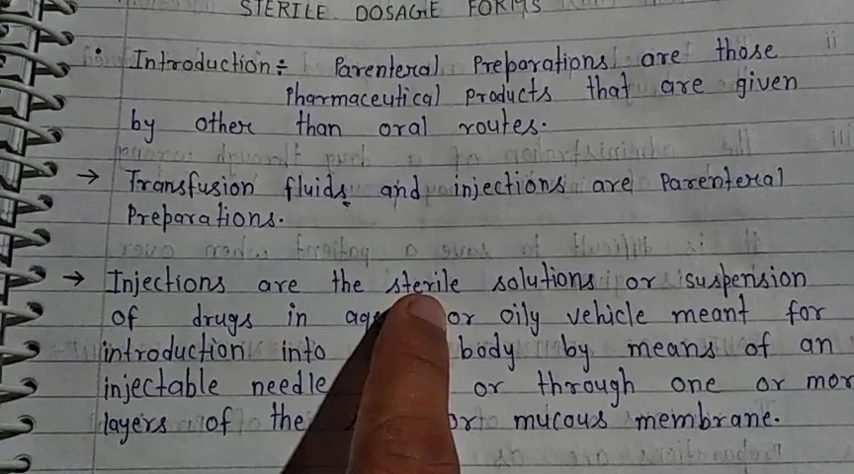 STERILE DOSAGE FORMS
Introduction÷ Parenteral Preparations are those
Pharmaceutical Products that are given
by other than oral routes.
→ Transfusion fluids and injections are Parenteral
Preparations.
→ Injections are the sterile solutions or suspension
of drugs in or oily vehicle meant for
introduction into body by means of an
injectable needle or through one or mor
layers of the or mucous membrane.